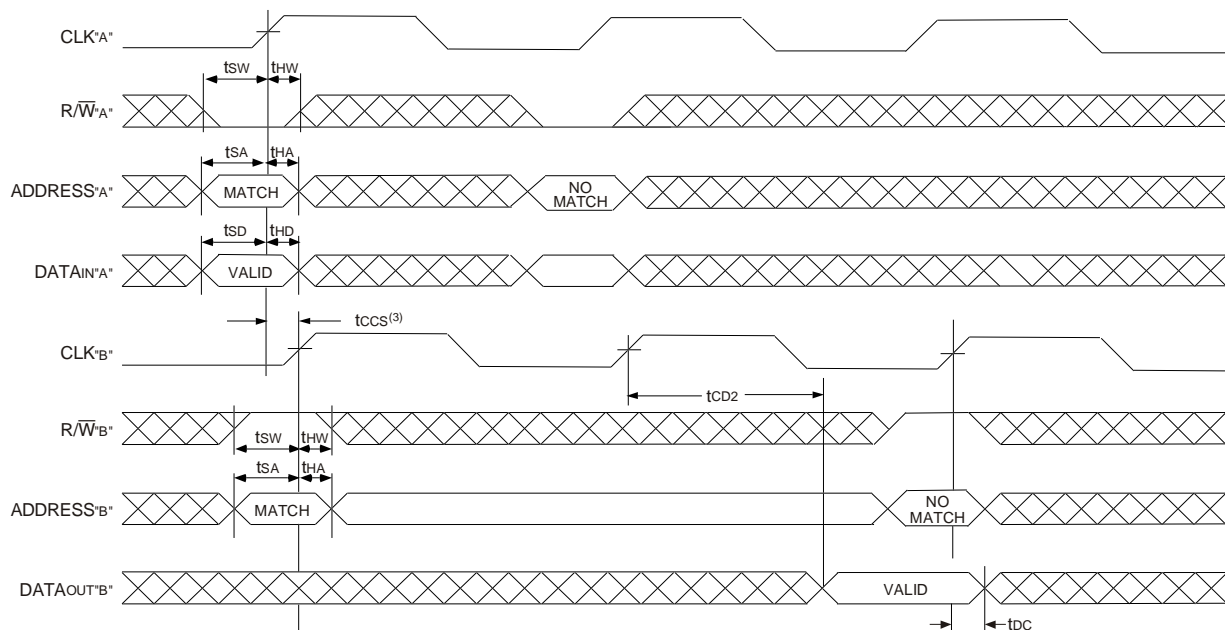 CLK"A"
tSW tHW
R/W̅"A"
tSA tHA
ADDRESS"A" MATCH NO MATCH
tSD tHD
DATAIN"A" VALID
tCCS(3)
CLK"B"
tCD2
R/W̅"B"
tSW tHW
tSA tHA
ADDRESS"B" MATCH NO MATCH
DATAOUT"B" VALID
tDC